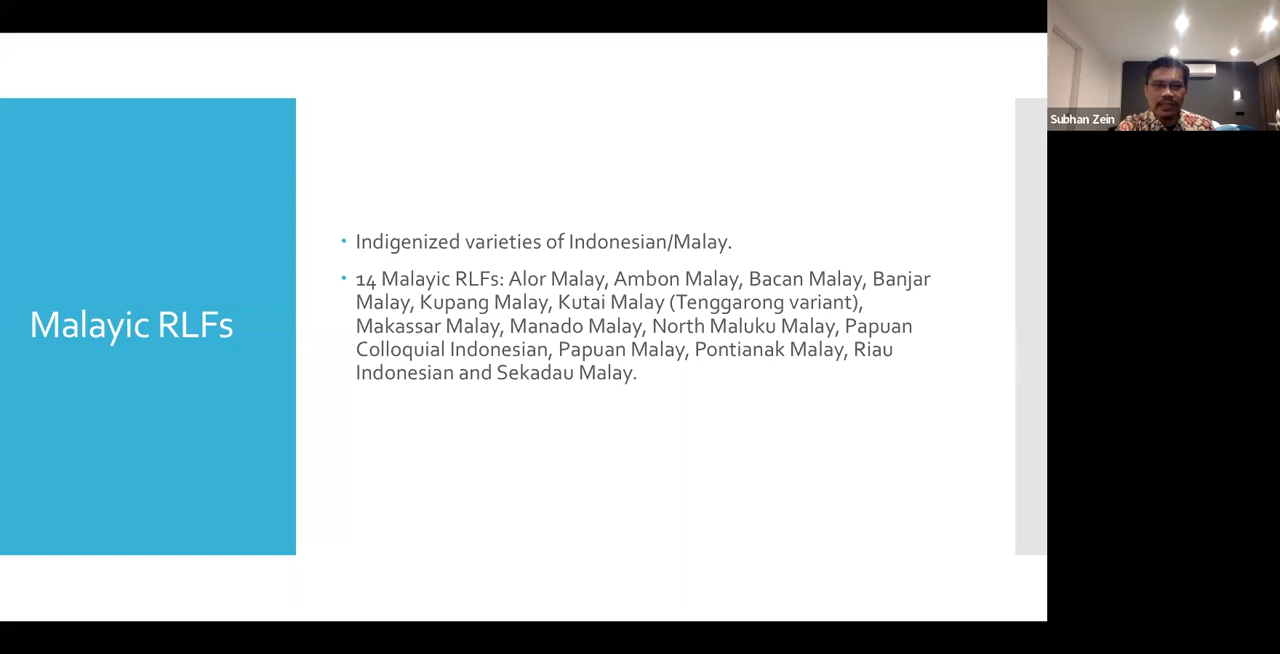 Malayic RLFs
Indigenized varieties of Indonesian/Malay.
14 Malayic RLFs: Alor Malay, Ambon Malay, Bacan Malay, Banjar
Malay, Kupang Malay, Kutai Malay (Tenggarong variant),
Makassar Malay, Manado Malay, North Maluku Malay, Papuan
Colloquial Indonesian, Papuan Malay, Pontianak Malay, Riau
Indonesian and Sekadau Malay.
Subhan Zein